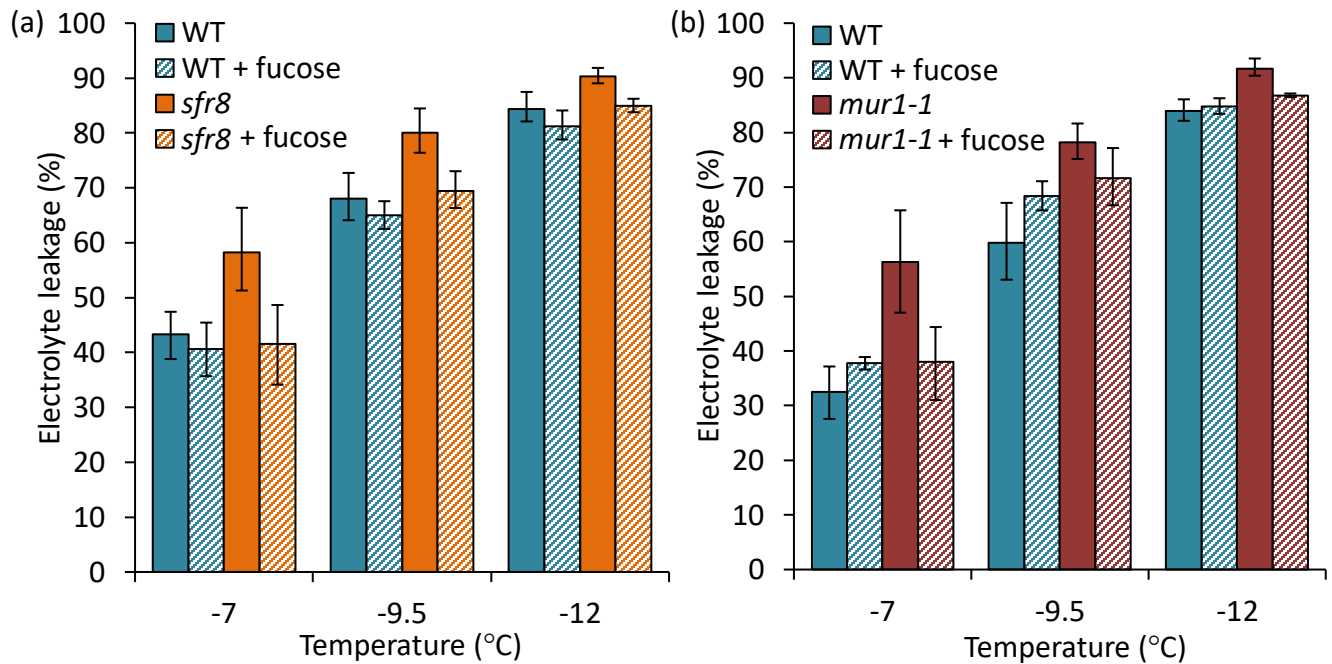 (a)
100
90
80
70
60
50
40
30
20
10
0
Electrolyte leakage (%)
WT
WT + fucose
sfr8
sfr8 + fucose
-7
-9.5
-12
Temperature (°C)
(b)
100
90
80
70
60
50
40
30
20
10
0
Electrolyte leakage (%)
WT
WT + fucose
mur1-1
mur1-1 + fucose
-7
-9.5
-12
Temperature (°C)